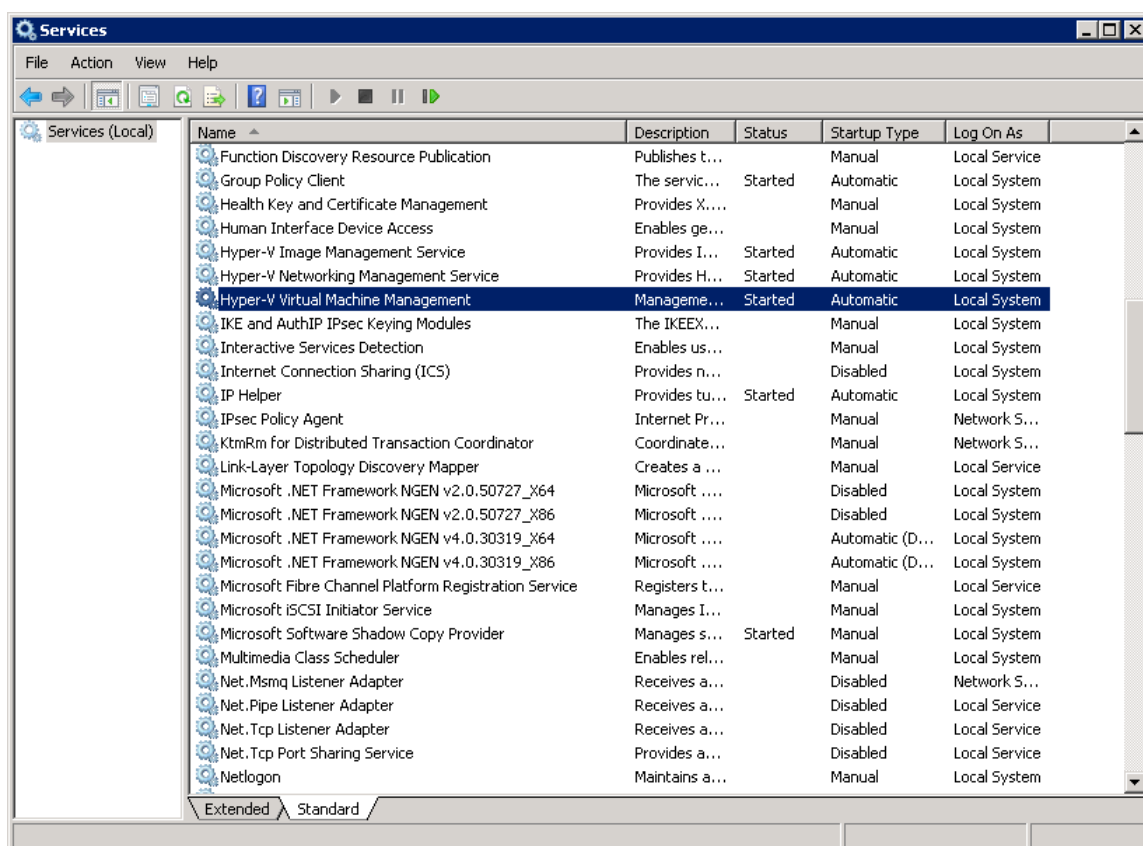 Services
File Action View Help
Services (Local)
Name Description Status Startup Type Log On As
Function Discovery Resource Publication Publishes t... Manual Local Service
Group Policy Client The servic... Started Automatic Local System
Health Key and Certificate Management Provides X.... Manual Local System
Human Interface Device Access Enables ge... Manual Local System
Hyper-V Image Management Service Provides I... Started Automatic Local System
Hyper-V Networking Management Service Provides H... Started Automatic Local System
Hyper-V Virtual Machine Management Manageme... Started Automatic Local System
IKE and AuthIP IPsec Keying Modules The IKEEX... Manual Local System
Interactive Services Detection Enables us... Manual Local System
Internet Connection Sharing (ICS) Provides n... Disabled Local System
IP Helper Provides tu... Started Automatic Local System
IPsec Policy Agent Internet Pr... Manual Network S...
KtmRm for Distributed Transaction Coordinator Coordinate... Manual Network S...
Link-Layer Topology Discovery Mapper Creates a ... Manual Local Service
Microsoft .NET Framework NGEN v2.0.50727_X64 Microsoft .... Disabled Local System
Microsoft .NET Framework NGEN v2.0.50727_X86 Microsoft .... Disabled Local System
Microsoft .NET Framework NGEN v4.0.30319_X64 Microsoft .... Automatic (D... Local System
Microsoft .NET Framework NGEN v4.0.30319_X86 Microsoft .... Automatic (D... Local System
Microsoft Fibre Channel Platform Registration Service Registers t... Manual Local Service
Microsoft iSCSI Initiator Service Manages I... Manual Local System
Microsoft Software Shadow Copy Provider Manages s... Started Manual Local System
Multimedia Class Scheduler Enables rel... Manual Local System
Net.Msmq Listener Adapter Receives a... Disabled Network S...
Net.Pipe Listener Adapter Receives a... Disabled Local Service
Net.Tcp Listener Adapter Receives a... Disabled Local Service
Net.Tcp Port Sharing Service Provides a... Disabled Local Service
Netlogon Maintains a... Manual Local System
Extended Standard